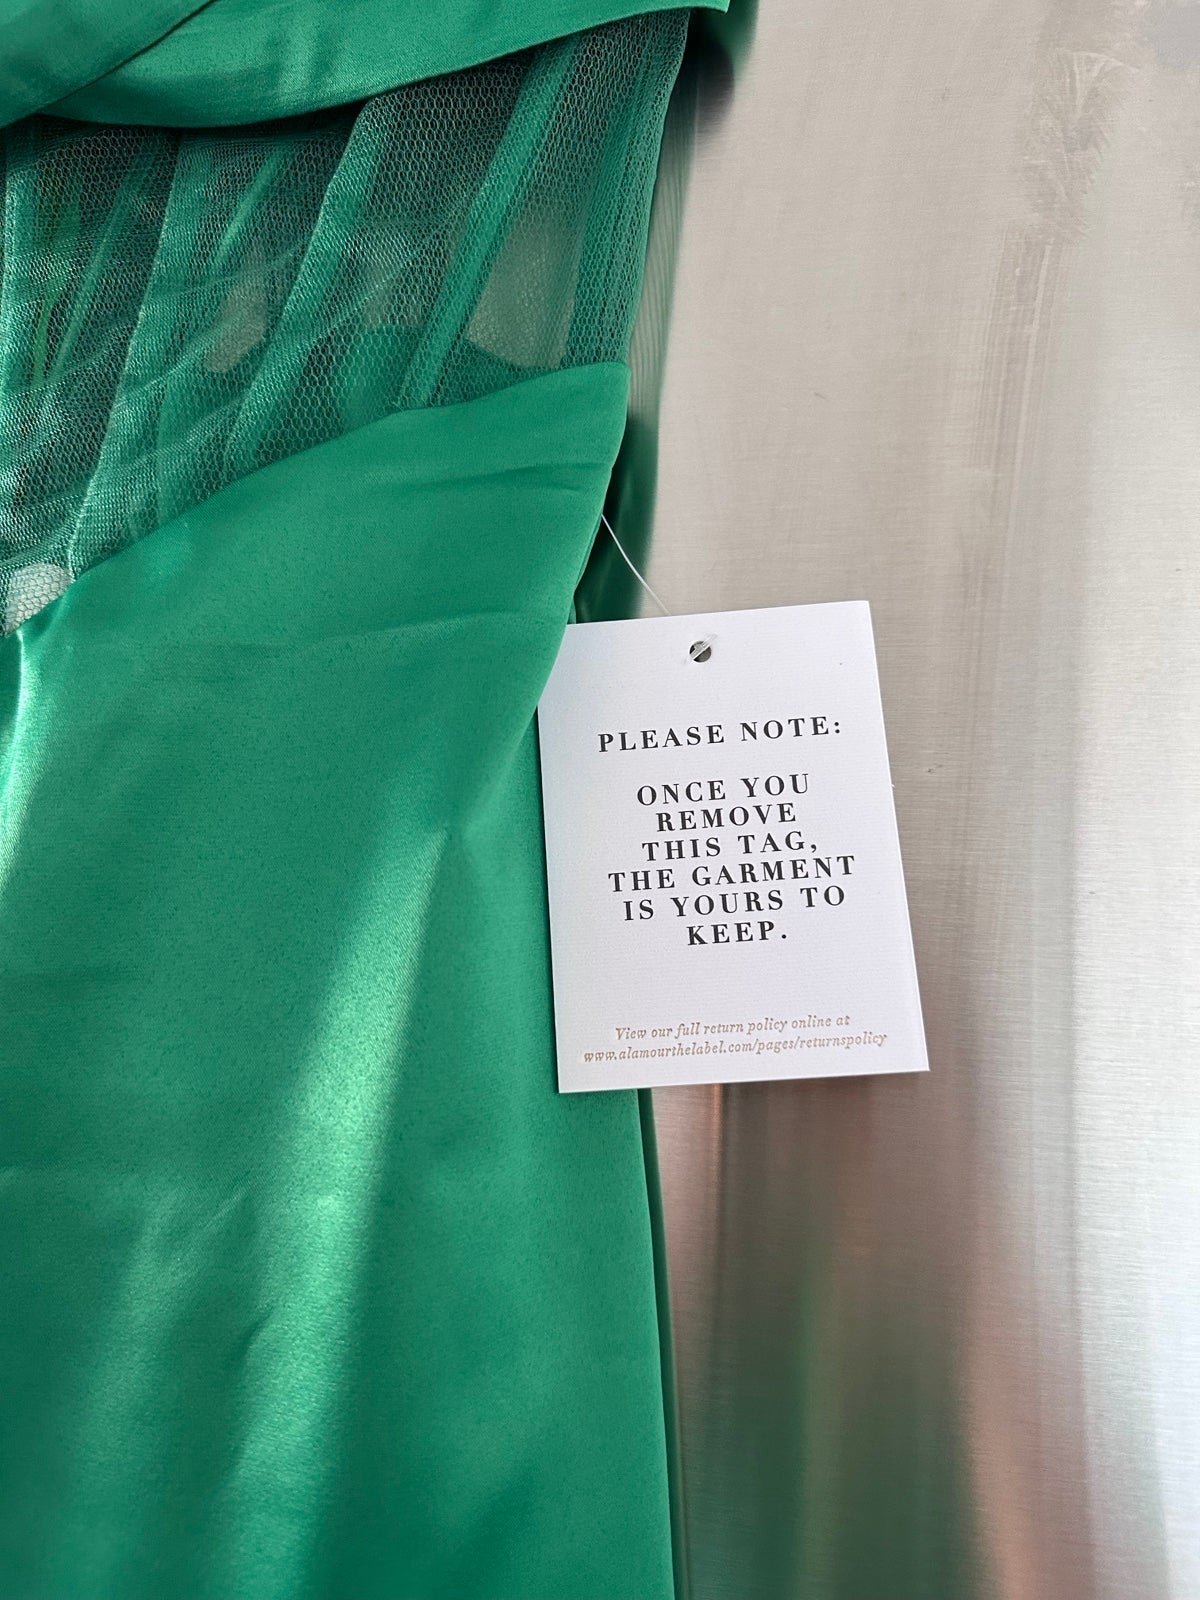 PLEASE NOTE:
ONCE YOU
REMOVE
THIS TAG,
THE GARMENT
IS YOURS TO
KEEP.
View our full return policy online at
www.alamourthelabel.com/pages/returnspolicy